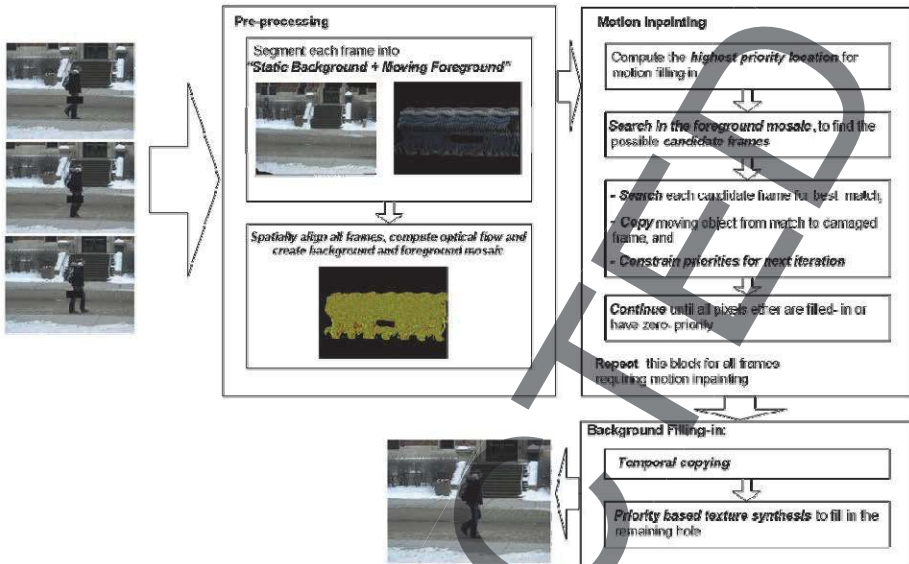 Pre-processing
Segment each frame into
"Static Background + Moving Foreground"
Spatially align all frames, compute optical flow and
create background and foreground mosaic
Motion Inpainting
Compute the highest priority location for
motion filling-in
Search in the foreground mosaic, to find the
possible candidate frames
- Search each candidate frame for best match,
- Copy moving object from match to damaged
frame, and
- Constrain priorities for next iteration
Continue until all pixels ether are filled- in or
have zero- priority
Repeat this block for all frames
requiring motion inpainting
Background Filling-in:
Temporal copying
Priority based texture synthesis to fill in the
remaining hole
CTED